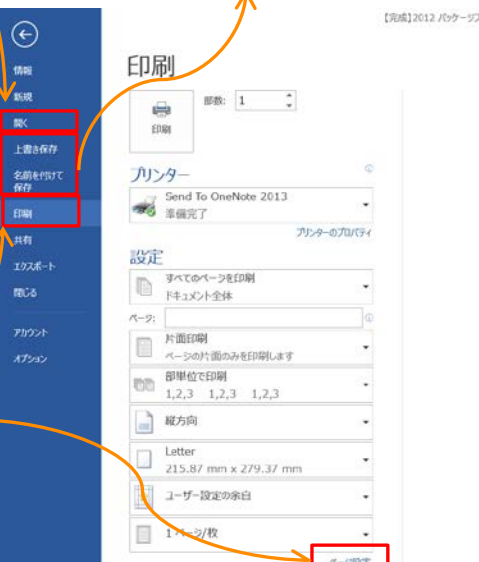 【完成】2012 パッケージ
情報
新規
開く
上書き保存
名前を付けて
保存
印刷
共有
エクスポート
閉じる
アカウント
オプション
印刷
部数: 1
印刷
プリンター
Send To OneNote 2013
準備完了
プリンターのプロパティ
設定
すべてのページを印刷
ドキュメント全体
ページ:
片面印刷
ページの片面のみを印刷します
部単位で印刷
1,2,3 1,2,3 1,2,3
縦方向
Letter
215.87 mm x 279.37 mm
ユーザー設定の余白
1 ページ/枚
ページ設定